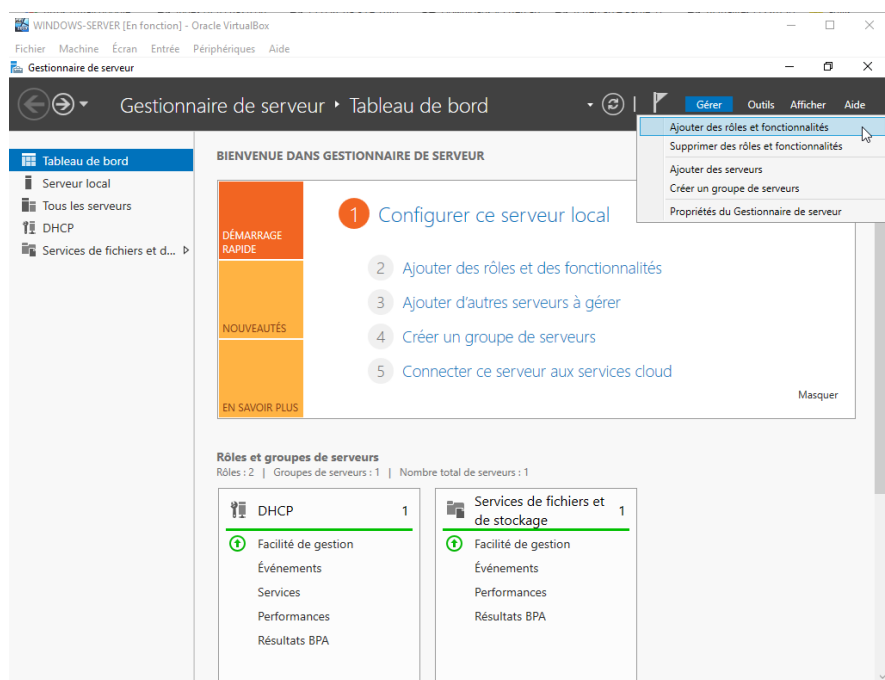 WINDOWS-SERVER [En fonction] - Oracle VirtualBox
Fichier Machine Écran Entrée Périphériques Aide
Gestionnaire de serveur
Gestionnaire de serveur ‣ Tableau de bord
Gérer Outils Afficher Aide
Ajouter des rôles et fonctionnalités
Supprimer des rôles et fonctionnalités
Ajouter des serveurs
Créer un groupe de serveurs
Propriétés du Gestionnaire de serveur
Tableau de bord
Serveur local
Tous les serveurs
DHCP
Services de fichiers et d...
BIENVENUE DANS GESTIONNAIRE DE SERVEUR
DÉMARRAGE
RAPIDE
NOUVEAUTÉS
EN SAVOIR PLUS
1 Configurer ce serveur local
2 Ajouter des rôles et des fonctionnalités
3 Ajouter d'autres serveurs à gérer
4 Créer un groupe de serveurs
5 Connecter ce serveur aux services cloud
Masquer
Rôles et groupes de serveurs
Rôles : 2 | Groupes de serveurs : 1 | Nombre total de serveurs : 1
DHCP 1
Facilité de gestion
Événements
Services
Performances
Résultats BPA
Services de fichiers et
de stockage 1
Facilité de gestion
Événements
Performances
Résultats BPA